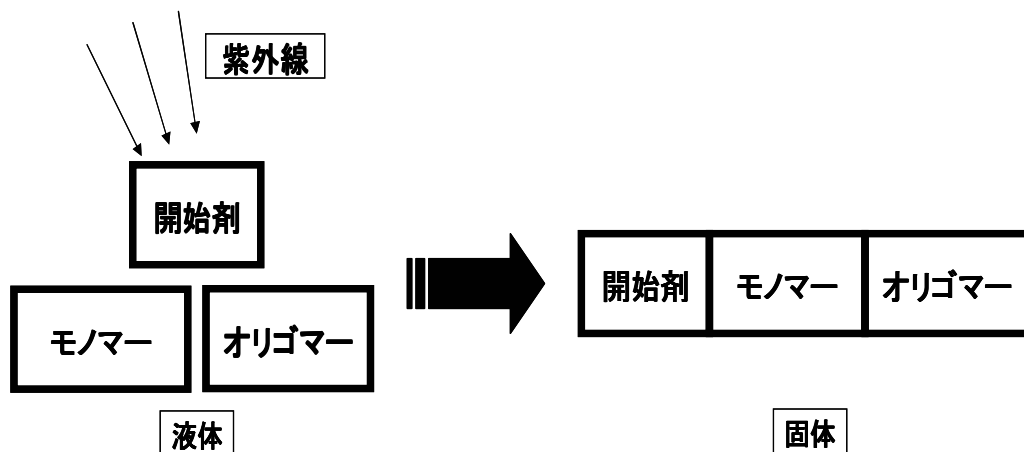 紫外線
開始剤
モノマー
オリゴマー
液体
開始剤
モノマー
オリゴマー
固体